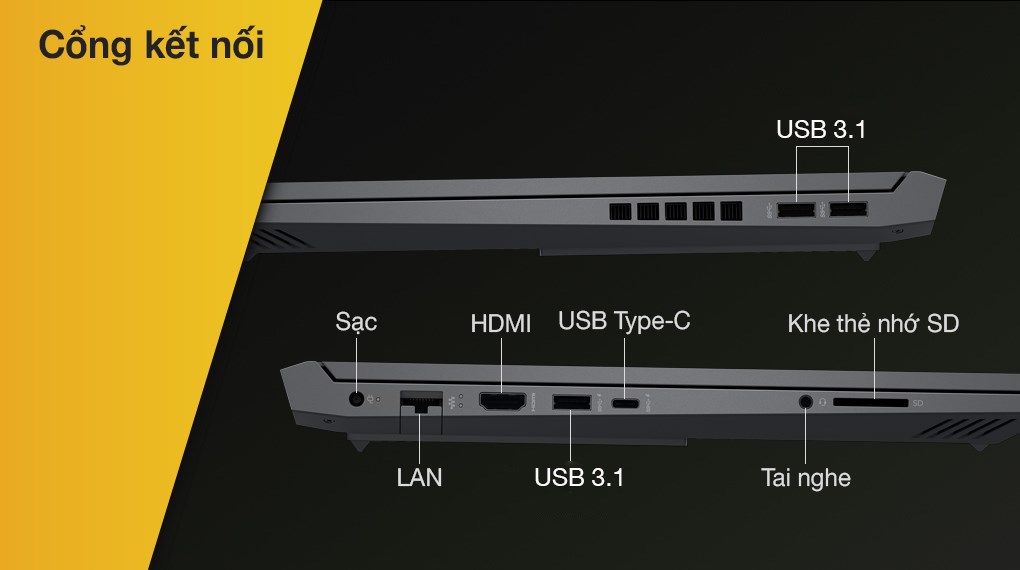 Cổng kết nối
USB 3.1
Sạc
HDMI
USB Type-C
Khe thẻ nhớ SD
SD
LAN
USB 3.1
Tai nghe